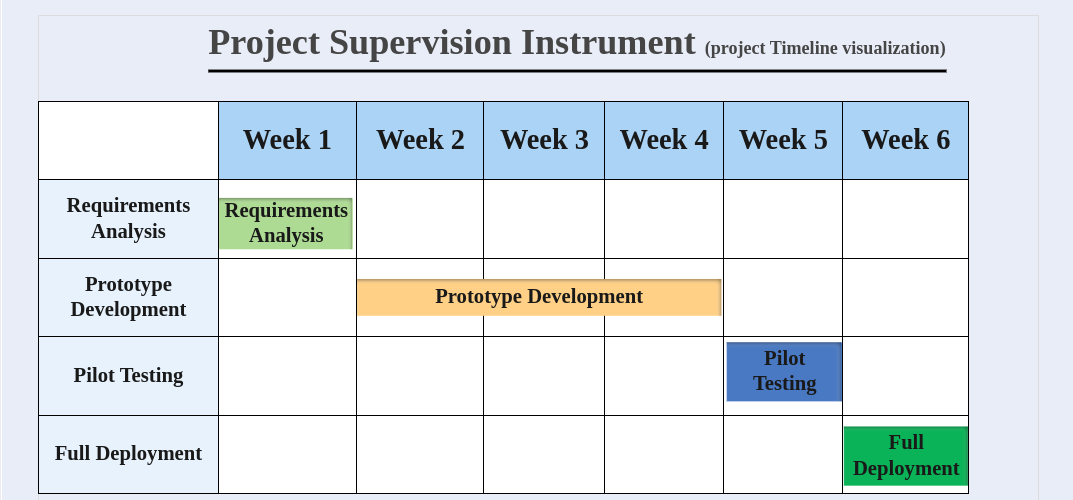 Project Supervision Instrument (project Timeline visualization)
Week 1 Week 2 Week 3 Week 4 Week 5 Week 6
Requirements
Analysis
Requirements
Analysis
Prototype
Development
Prototype Development
Pilot Testing
Pilot
Testing
Full Deployment
Full
Deployment